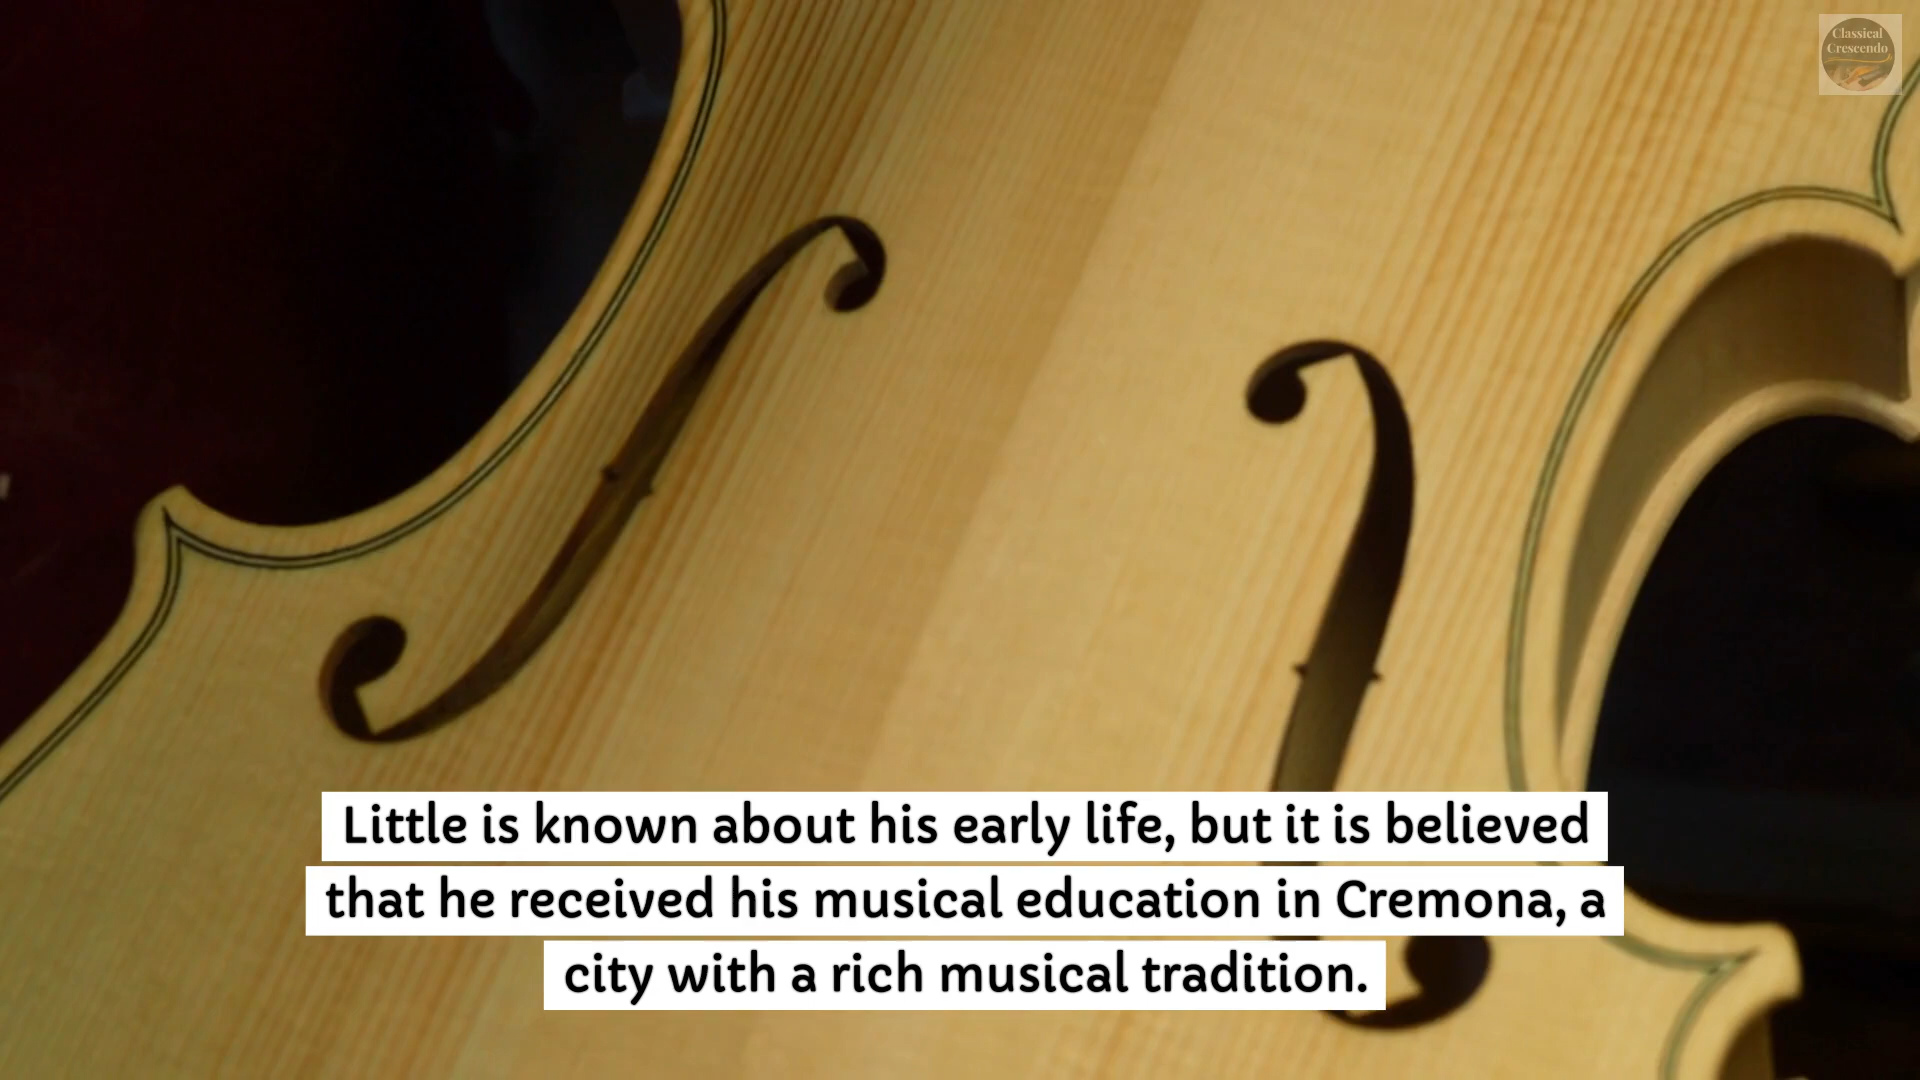 Classical
Crescendo
Little is known about his early life, but it is believed
that he received his musical education in Cremona, a
city with a rich musical tradition.